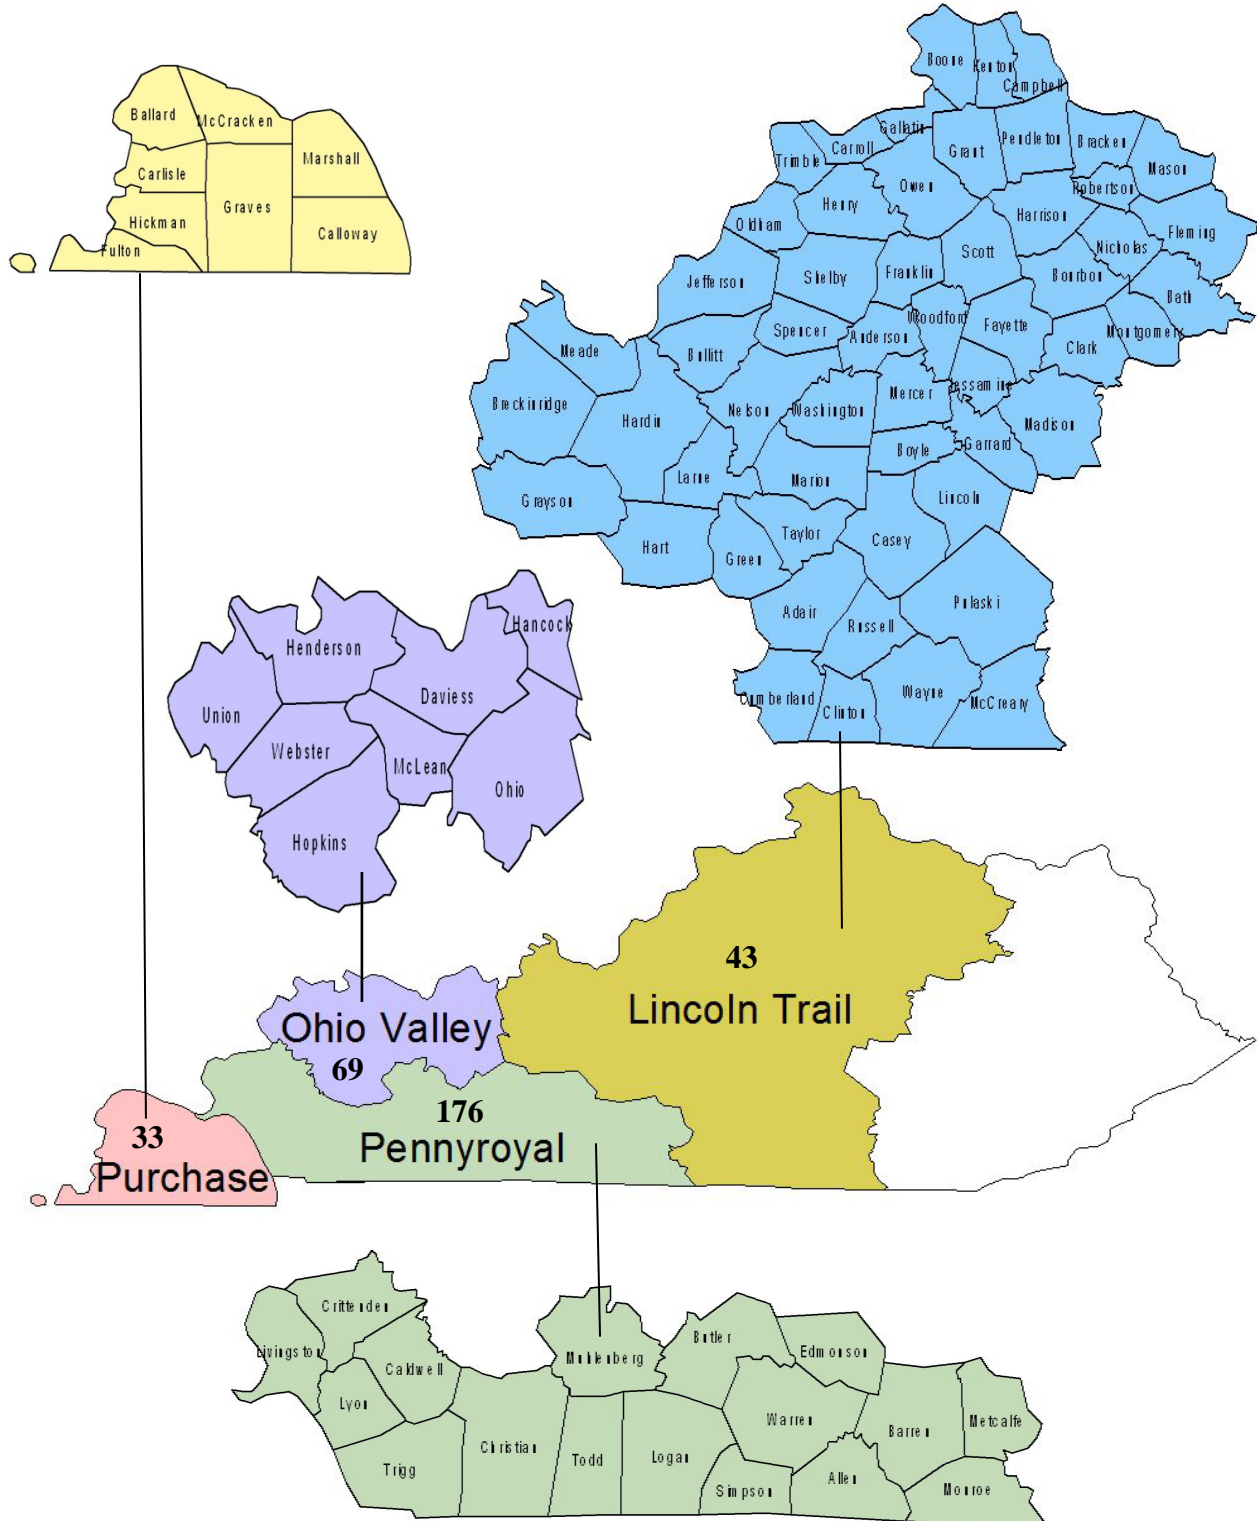 Boone
Kenton
Campbell
Ballard
McCracken
Gallatin
Carroll
Grant
Pendleton
Bracken
Trimble
Marshall
Mason
Carlisle
Owen
Robertson
Henry
Graves
Harrison
Hickman
Oldham
Calloway
Fleming
Fulton
Nicholas
Scott
Franklin
Shelby
Jefferson
Bourbon
Bath
Woodford
Spencer
Anderson
Fayette
Montgomery
Clark
Meade
Bullitt
Jessamine
Mercer
Breckinridge
Nelson
Washington
Hardin
Madison
Garrard
Boyle
Larue
Marion
Grayson
Lincoln
Taylor
Casey
Hart
Green
Pulaski
Adair
Russell
Hancock
Henderson
Daviess
Wayne
Cumberland
McCreary
Clinton
Union
Webster
McLean
Ohio
Hopkins
43
Lincoln Trail
Ohio Valley
69
176
33
Pennyroyal
Purchase
Crittenden
Butler
Livingston
Muhlenberg
Edmonson
Caldwell
Lyon
Warren
Metcalfe
Barren
Christian
Logan
Todd
Trigg
Allen
Simpson
Monroe